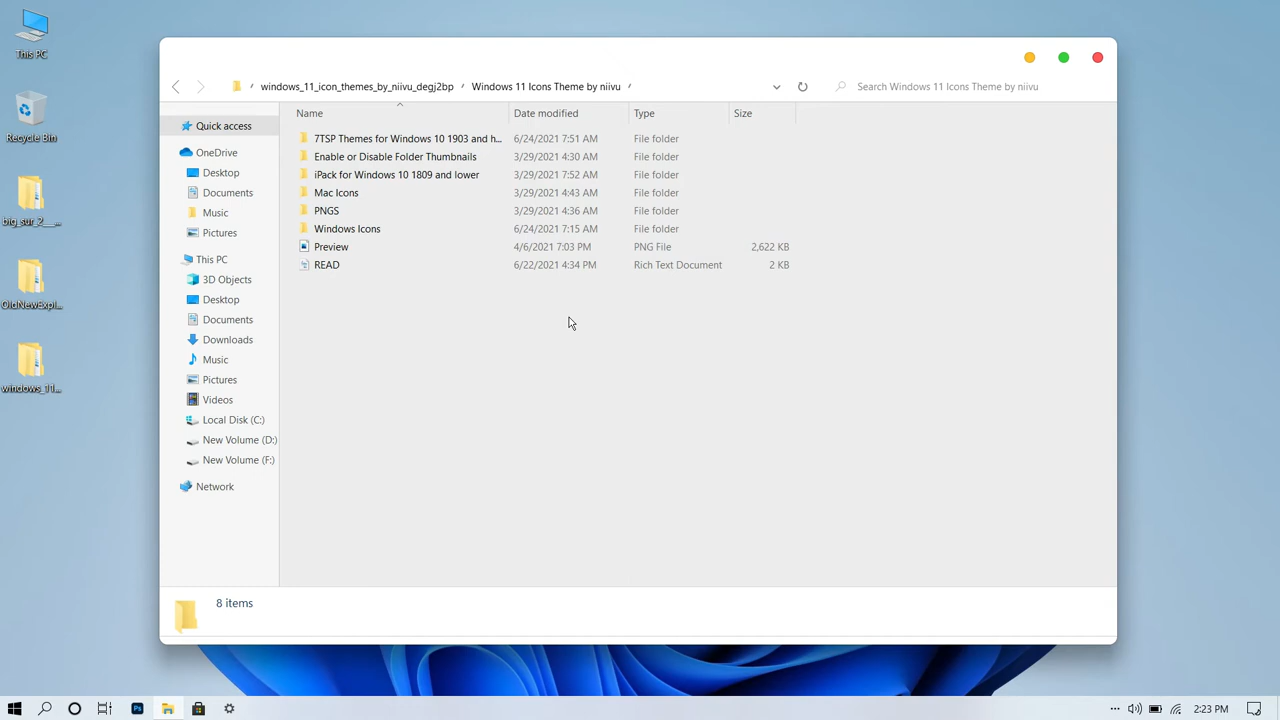 This PC
Recycle Bin
big_sur_2__...
OldNewExpl...
windows_11...
windows_11_icon_themes_by_niivu_degj2bp / Windows 11 Icons Theme by niivu /
Search Windows 11 Icons Theme by niivu
Quick access
OneDrive
Desktop
Documents
Music
Pictures
This PC
3D Objects
Desktop
Documents
Downloads
Music
Pictures
Videos
Local Disk (C:)
New Volume (D:)
New Volume (F:)
Network
Name Date modified Type Size
7TSP Themes for Windows 10 1903 and h... 6/24/2021 7:51 AM File folder
Enable or Disable Folder Thumbnails 3/29/2021 4:30 AM File folder
iPack for Windows 10 1809 and lower 3/29/2021 7:52 AM File folder
Mac Icons 3/29/2021 4:43 AM File folder
PNGS 3/29/2021 4:36 AM File folder
Windows Icons 6/24/2021 7:15 AM File folder
Preview 4/6/2021 7:03 PM PNG File 2,622 KB
READ 6/22/2021 4:34 PM Rich Text Document 2 KB
8 items
Ps
2:23 PM